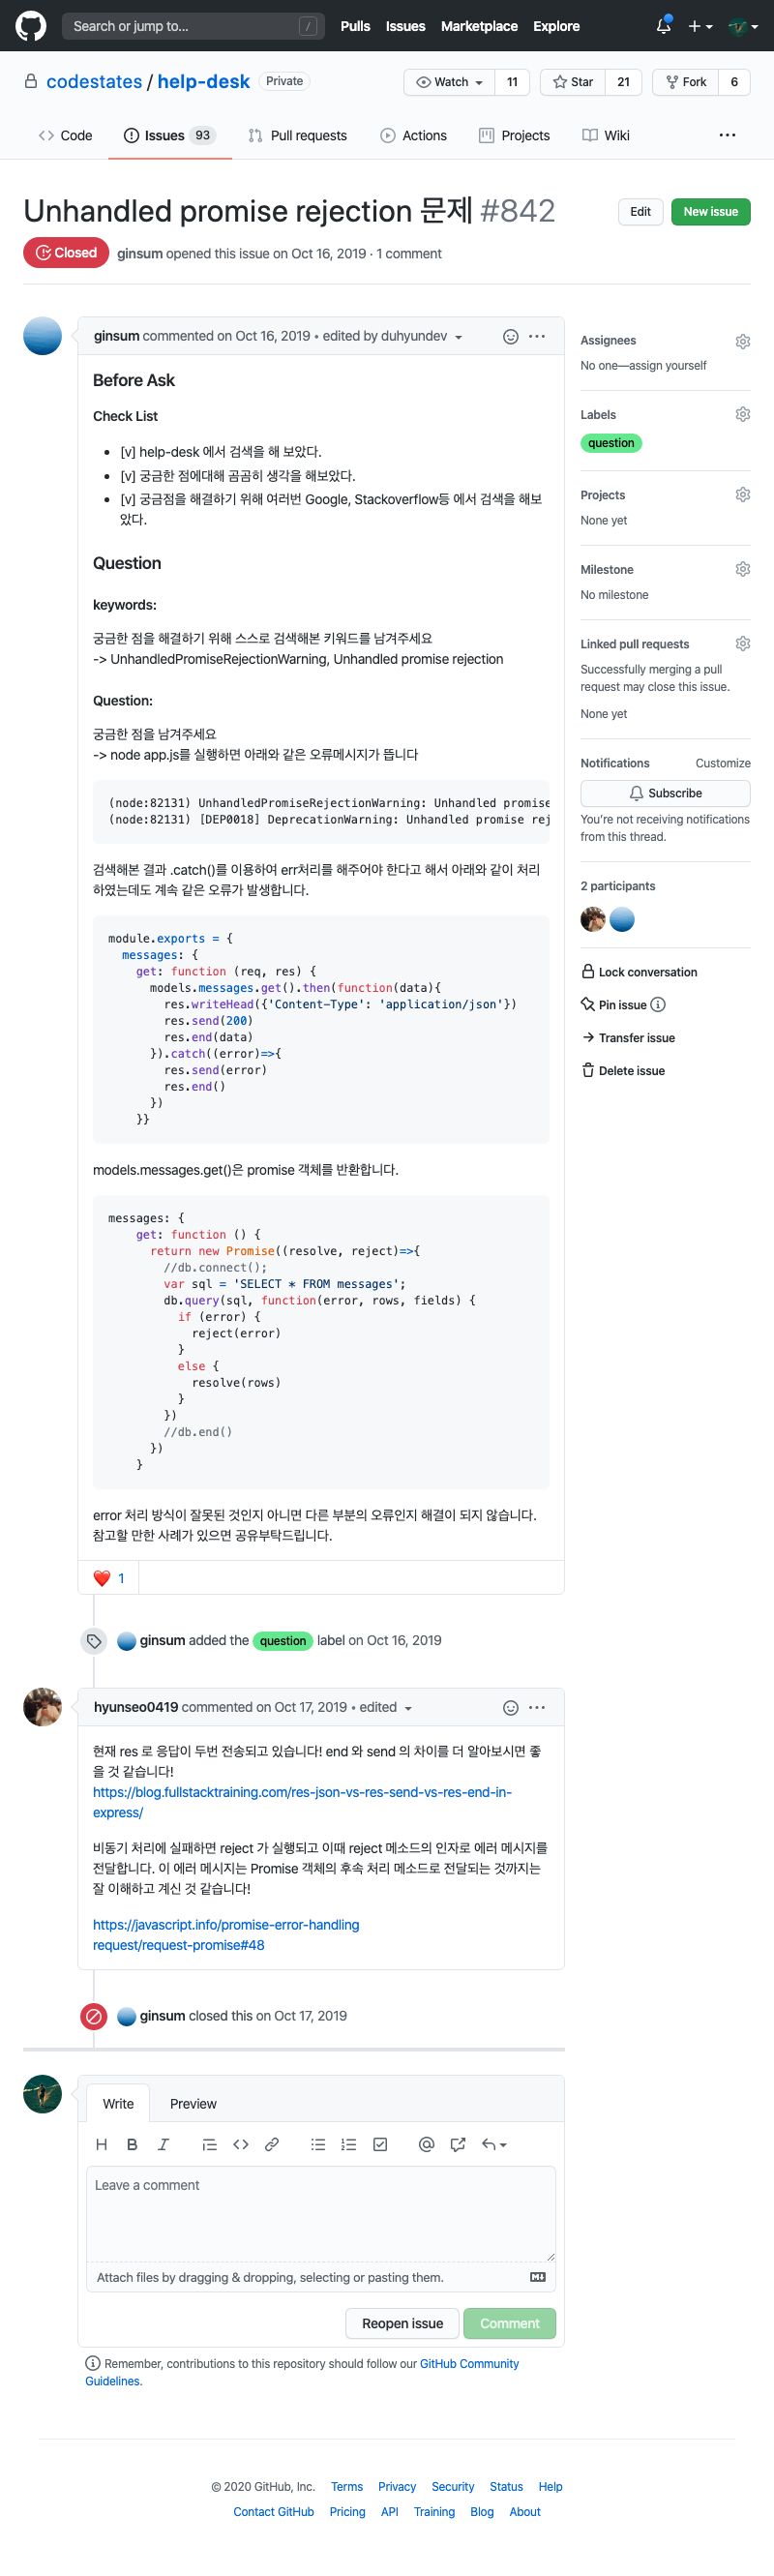 Search or jump to... /
Pulls Issues Marketplace Explore
codestates / help-desk Private
Watch 11 Star 21 Fork 6
Code Issues 93 Pull requests Actions Projects Wiki
Unhandled promise rejection 문제 #842
Edit New issue
Closed ginsum opened this issue on Oct 16, 2019 · 1 comment
ginsum commented on Oct 16, 2019 • edited by duhyundev
Before Ask
Check List
[v] help-desk 에서 검색을 해 보았다.
[v] 궁금한 점에대해 곰곰히 생각을 해보았다.
[v] 궁금점을 해결하기 위해 여러번 Google, Stackoverflow등 에서 검색을 해보
았다.
Question
keywords:
궁금한 점을 해결하기 위해 스스로 검색해본 키워드를 남겨주세요
-> UnhandledPromiseRejectionWarning, Unhandled promise rejection
Question:
궁금한 점을 남겨주세요
-> node app.js를 실행하면 아래와 같은 오류메시지가 뜹니다
(node:82131) UnhandledPromiseRejectionWarning: Unhandled promise
(node:82131) [DEP0018] DeprecationWarning: Unhandled promise rej
검색해본 결과 .catch()를 이용하여 err처리를 해주어야 한다고 해서 아래와 같이 처리
하였는데도 계속 같은 오류가 발생합니다.
module.exports = {
messages: {
get: function (req, res) {
models.messages.get().then(function(data){
res.writeHead({'Content-Type': 'application/json'})
res.send(200)
res.end(data)
}).catch((error)=>{
res.send(error)
res.end()
})
}}
models.messages.get()은 promise 객체를 반환합니다.
messages: {
get: function () {
return new Promise((resolve, reject)=>{
//db.connect();
var sql = 'SELECT * FROM messages';
db.query(sql, function(error, rows, fields) {
if (error) {
reject(error)
}
else {
resolve(rows)
}
})
//db.end()
})
}
error 처리 방식이 잘못된 것인지 아니면 다른 부분의 오류인지 해결이 되지 않습니다.
참고할 만한 사례가 있으면 공유부탁드립니다.
1
ginsum added the question label on Oct 16, 2019
hyunseo0419 commented on Oct 17, 2019 • edited
현재 res 로 응답이 두번 전송되고 있습니다! end 와 send 의 차이를 더 알아보시면 좋
을 것 같습니다!
https://blog.fullstacktraining.com/res-json-vs-res-send-vs-res-end-in-
express/
비동기 처리에 실패하면 reject 가 실행되고 이때 reject 메소드의 인자로 에러 메시지를
전달합니다. 이 에러 메시지는 Promise 객체의 후속 처리 메소드로 전달되는 것까지는
잘 이해하고 계신 것 같습니다!
https://javascript.info/promise-error-handling
request/request-promise#48
ginsum closed this on Oct 17, 2019
Write Preview
Leave a comment
Attach files by dragging & dropping, selecting or pasting them.
Reopen issue Comment
Remember, contributions to this repository should follow our GitHub Community
Guidelines.
Assignees
No one—assign yourself
Labels
question
Projects
None yet
Milestone
No milestone
Linked pull requests
Successfully merging a pull
request may close this issue.
None yet
Notifications Customize
Subscribe
You're not receiving notifications
from this thread.
2 participants
Lock conversation
Pin issue
Transfer issue
Delete issue
© 2020 GitHub, Inc. Terms Privacy Security Status Help
Contact GitHub Pricing API Training Blog About